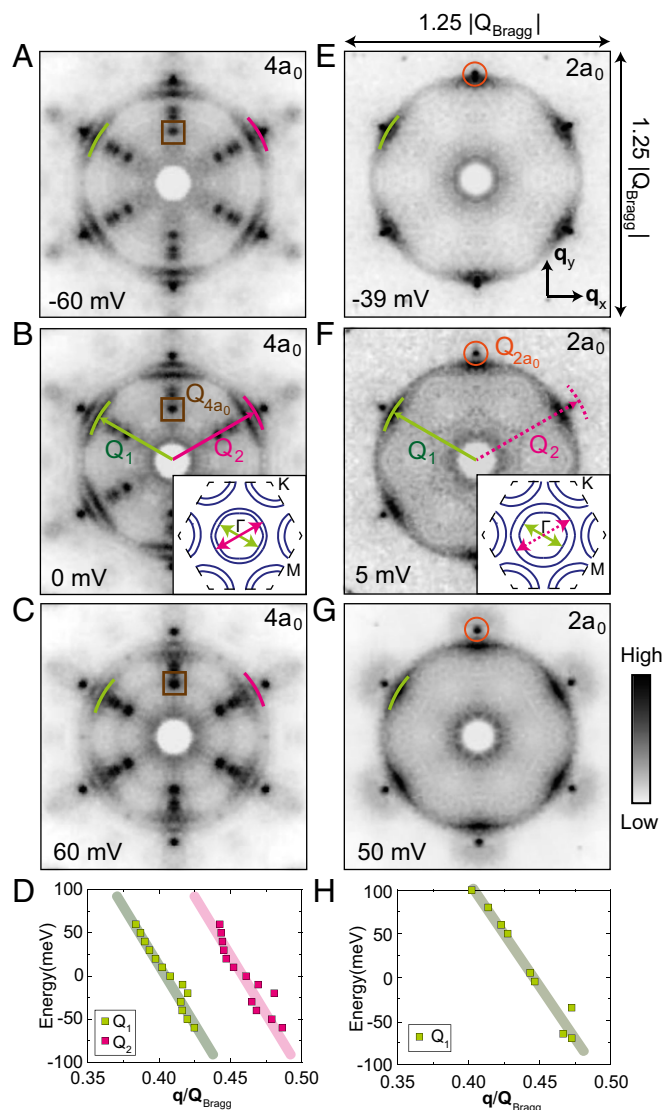 1.25 |Q_Bragg|
A
4a₀
-60 mV
E
2a₀
-39 mV
q_y
q_x
1.25 |Q_Bragg|
B
4a₀
Q_4a₀
Q₁
Q₂
0 mV
K
Γ
M
F
2a₀
Q_2a₀
Q₁
Q₂
5 mV
K
Γ
M
C
4a₀
60 mV
G
2a₀
50 mV
High
Low
D
Energy(meV)
100
50
0
-50
-100
Q₁
Q₂
0.35
0.40
0.45
0.50
q/Q_Bragg
H
Energy(meV)
100
50
0
-50
-100
Q₁
0.35
0.40
0.45
0.50
q/Q_Bragg